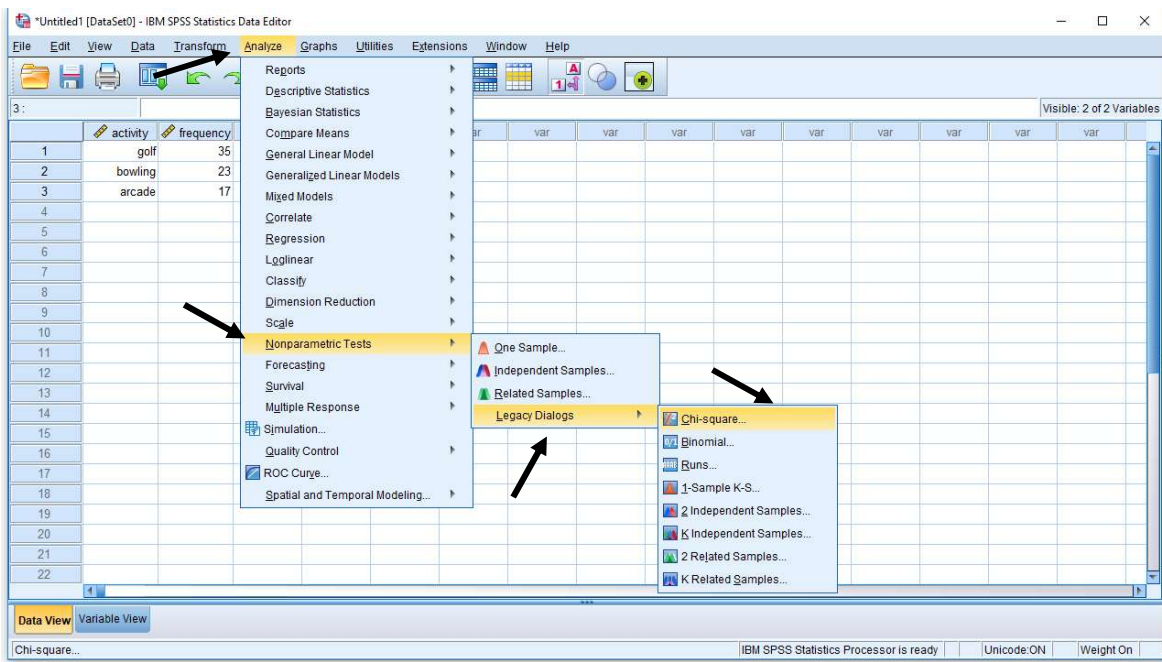 *Untitled1 [DataSet0] - IBM SPSS Statistics Data Editor
File Edit View Data Transform Analyze Graphs Utilities Extensions Window Help
3 :
Visible: 2 of 2 Variables
activity frequency var var var var var var var var var
1 golf 35
2 bowling 23
3 arcade 17
4
5
6
7
8
9
10
11
12
13
14
15
16
17
18
19
20
21
22
Reports
Descriptive Statistics
Bayesian Statistics
Compare Means
General Linear Model
Generalized Linear Models
Mixed Models
Correlate
Regression
Loglinear
Classify
Dimension Reduction
Scale
Nonparametric Tests
Forecasting
Survival
Multiple Response
Simulation...
Quality Control
ROC Curve...
Spatial and Temporal Modeling...
One Sample...
Independent Samples...
Related Samples...
Legacy Dialogs
Chi-square...
Binomial...
Runs...
1-Sample K-S...
2 Independent Samples...
K Independent Samples...
2 Related Samples...
K Related Samples...
Data View Variable View
Chi-square... IBM SPSS Statistics Processor is ready Unicode:ON Weight On